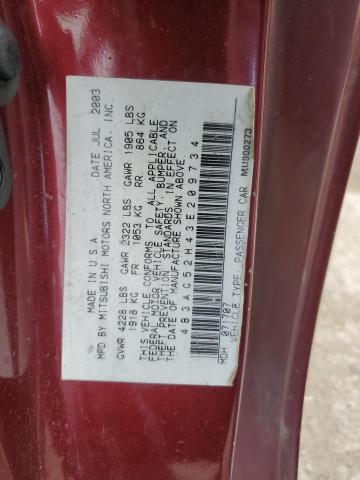 MADE IN U.S.A. DATE JUL 2003
MFD BY MITSUBISHI MOTORS NORTH AMERICA, INC.
GVWR 4228 LBS GAWR 2322 LBS GAWR 1905 LBS
1918 KG FR 1053 KG RR 864 KG
THIS VEHICLE CONFORMS TO ALL APPLICABLE
FEDERAL MOTOR VEHICLE SAFETY, BUMPER, AND
THEFT PREVENTION STANDARDS IN EFFECT ON
THE DATE OF MANUFACTURE SHOWN ABOVE.
4B3AG52H43E209734
MDH 071707
VEHICLE TYPE: PASSENGER CAR MU900273